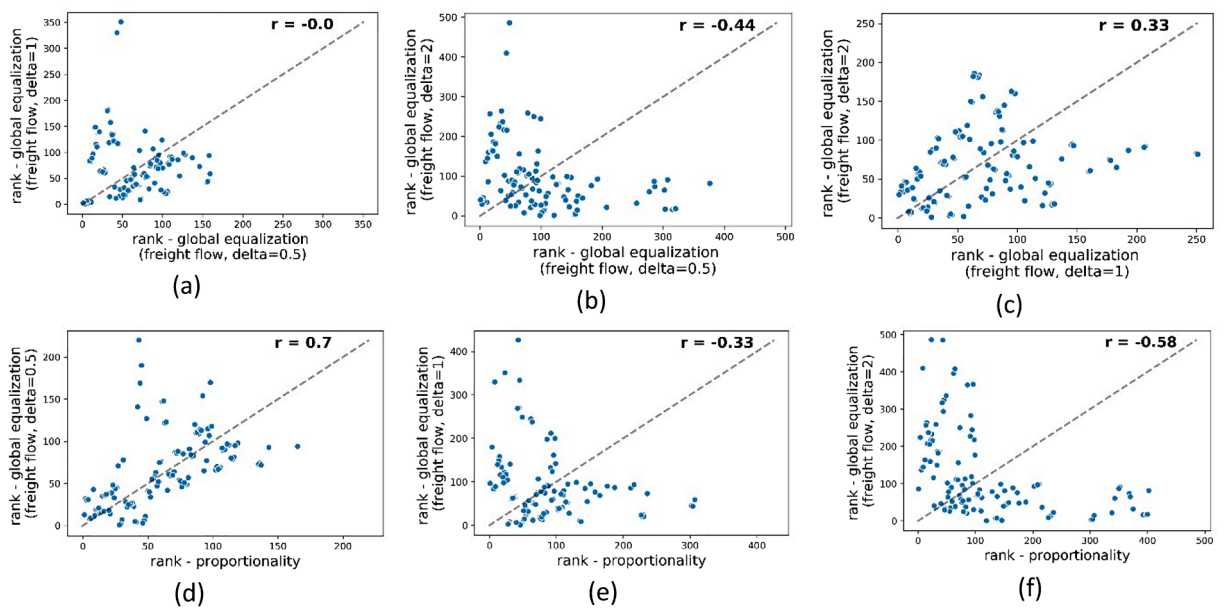 r = -0.0
rank - global equalization
(freight flow, delta=1)
350
300
250
200
150
100
50
0
0 50 100 150 200 250 300 350
rank - global equalization
(freight flow, delta=0.5)
(a)
r = -0.44
rank - global equalization
(freight flow, delta=2)
500
400
300
200
100
0
0 100 200 300 400 500
rank - global equalization
(freight flow, delta=0.5)
(b)
r = 0.33
rank - global equalization
(freight flow, delta=2)
250
200
150
100
50
0
0 50 100 150 200 250
rank - global equalization
(freight flow, delta=1)
(c)
r = 0.7
rank - global equalization
(freight flow, delta=0.5)
200
150
100
50
0
0 50 100 150 200
rank - proportionality
(d)
r = -0.33
rank - global equalization
(freight flow, delta=1)
400
300
200
100
0
0 100 200 300 400
rank - proportionality
(e)
r = -0.58
rank - global equalization
(freight flow, delta=2)
500
400
300
200
100
0
0 100 200 300 400 500
rank - proportionality
(f)